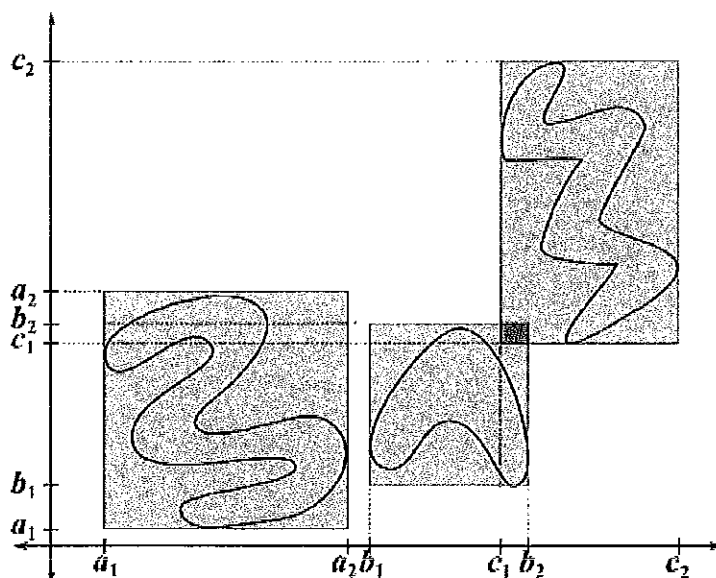 c₂
a₂
b₂
c₁
b₁
a₁
a₁ a₂ b₁ c₁ b₂ c₂